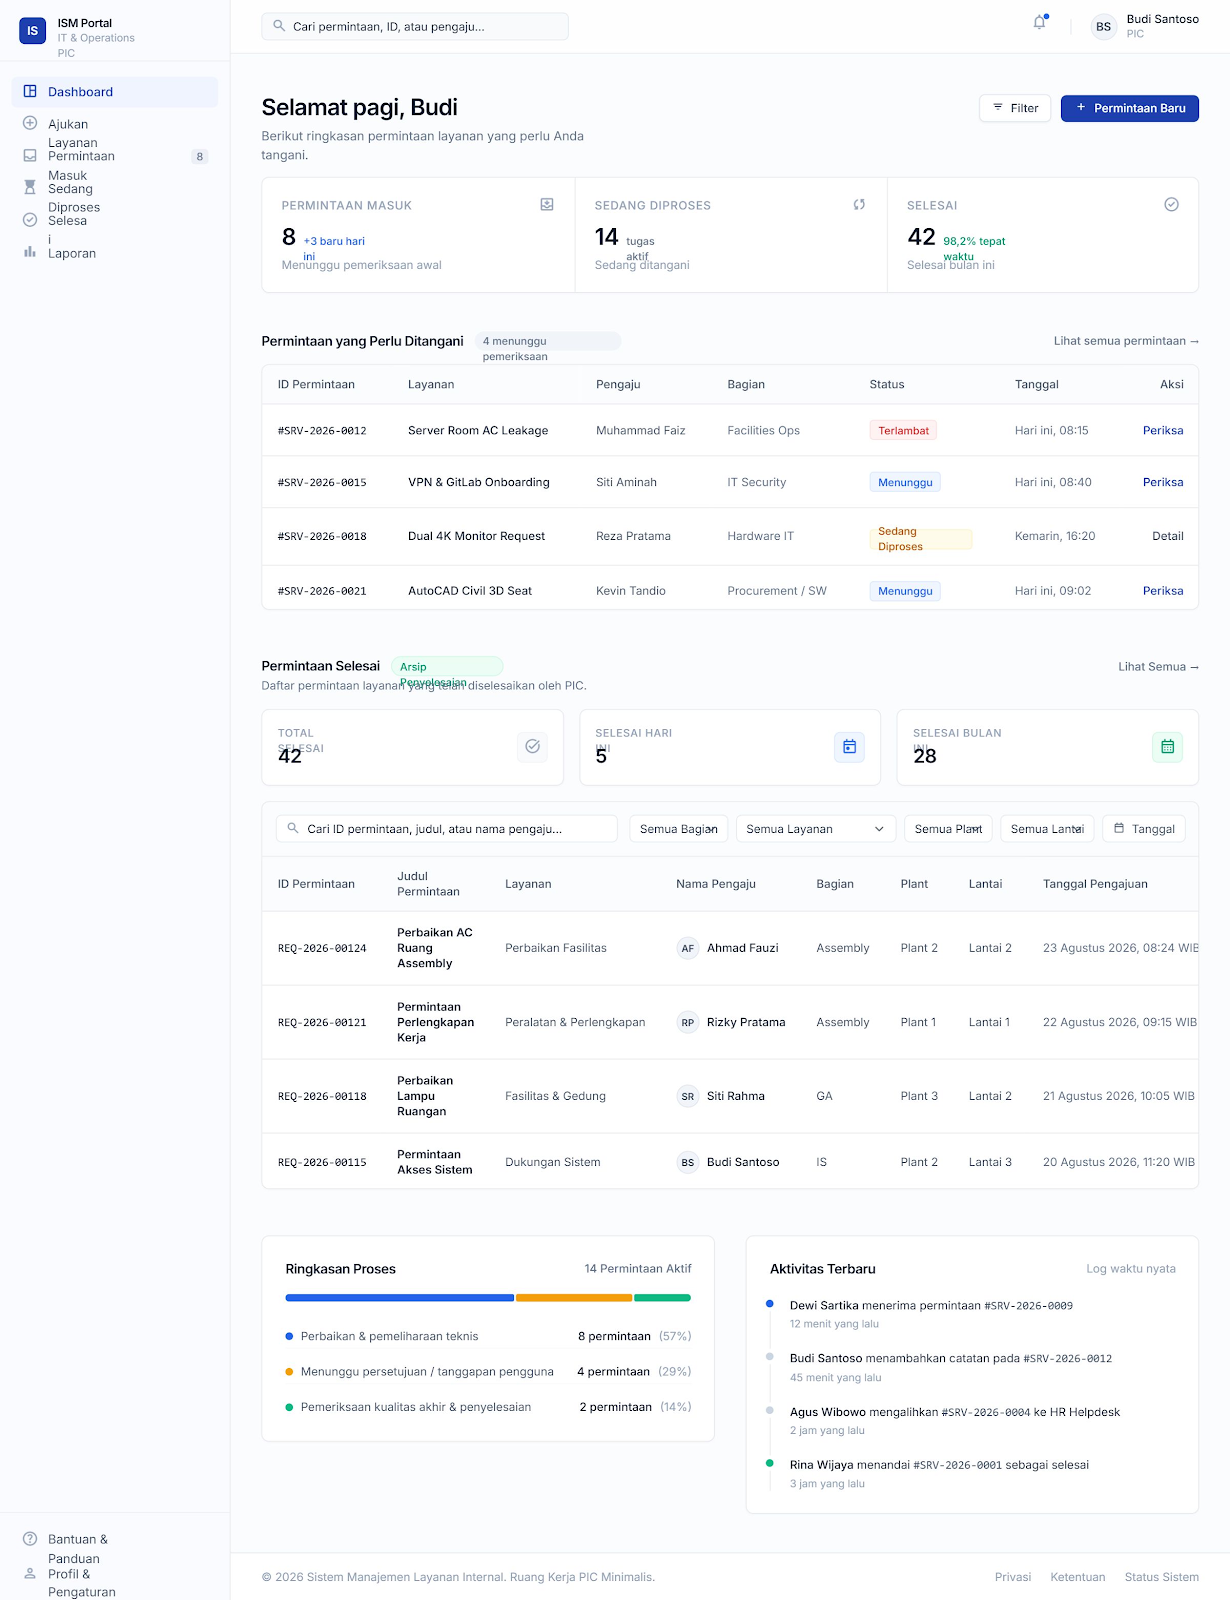 IS
ISM Portal
IT & Operations
PIC
Dashboard
Ajukan
Layanan
Permintaan
Masuk
8
Sedang
Diproses
Selesa
i
Laporan
Bantuan &
Panduan
Profil &
Pengaturan
Cari permintaan, ID, atau pengaju...
BS
Budi Santoso
PIC
Selamat pagi, Budi
Berikut ringkasan permintaan layanan yang perlu Anda
tangani.
Filter
+ Permintaan Baru
PERMINTAAN MASUK
8 +3 baru hari
ini
Menunggu pemeriksaan awal
SEDANG DIPROSES
14 tugas
aktif
Sedang ditangani
SELESAI
42 98,2% tepat
waktu
Selesai bulan ini
Permintaan yang Perlu Ditangani
4 menunggu
pemeriksaan
Lihat semua permintaan →
ID Permintaan Layanan Pengaju Bagian Status Tanggal Aksi
#SRV-2026-0012 Server Room AC Leakage Muhammad Faiz Facilities Ops Terlambat Hari ini, 08:15 Periksa
#SRV-2026-0015 VPN & GitLab Onboarding Siti Aminah IT Security Menunggu Hari ini, 08:40 Periksa
#SRV-2026-0018 Dual 4K Monitor Request Reza Pratama Hardware IT Sedang Diproses Kemarin, 16:20 Detail
#SRV-2026-0021 AutoCAD Civil 3D Seat Kevin Tandio Procurement / SW Menunggu Hari ini, 09:02 Periksa
Permintaan Selesai
Arsip
Penyelesaian
Lihat Semua →
Daftar permintaan layanan yang telah diselesaikan oleh PIC.
TOTAL
SELESAI
42
SELESAI HARI
INI
5
SELESAI BULAN
INI
28
Cari ID permintaan, judul, atau nama pengaju...
Semua Bagian
Semua Layanan
Semua Plant
Semua Lantai
Tanggal
ID Permintaan Judul Permintaan Layanan Nama Pengaju Bagian Plant Lantai Tanggal Pengajuan
REQ-2026-00124 Perbaikan AC Ruang Assembly Perbaikan Fasilitas AF Ahmad Fauzi Assembly Plant 2 Lantai 2 23 Agustus 2026, 08:24 WIB
REQ-2026-00121 Permintaan Perlengkapan Kerja Peralatan & Perlengkapan RP Rizky Pratama Assembly Plant 1 Lantai 1 22 Agustus 2026, 09:15 WIB
REQ-2026-00118 Perbaikan Lampu Ruangan Fasilitas & Gedung SR Siti Rahma GA Plant 3 Lantai 2 21 Agustus 2026, 10:05 WIB
REQ-2026-00115 Permintaan Akses Sistem Dukungan Sistem BS Budi Santoso IS Plant 2 Lantai 3 20 Agustus 2026, 11:20 WIB
Ringkasan Proses
14 Permintaan Aktif
Perbaikan & pemeliharaan teknis 8 permintaan (57%)
Menunggu persetujuan / tanggapan pengguna 4 permintaan (29%)
Pemeriksaan kualitas akhir & penyelesaian 2 permintaan (14%)
Aktivitas Terbaru
Log waktu nyata
Dewi Sartika menerima permintaan #SRV-2026-0009
12 menit yang lalu
Budi Santoso menambahkan catatan pada #SRV-2026-0012
45 menit yang lalu
Agus Wibowo mengalihkan #SRV-2026-0004 ke HR Helpdesk
2 jam yang lalu
Rina Wijaya menandai #SRV-2026-0001 sebagai selesai
3 jam yang lalu
© 2026 Sistem Manajemen Layanan Internal. Ruang Kerja PIC Minimalis.
Privasi Ketentuan Status Sistem